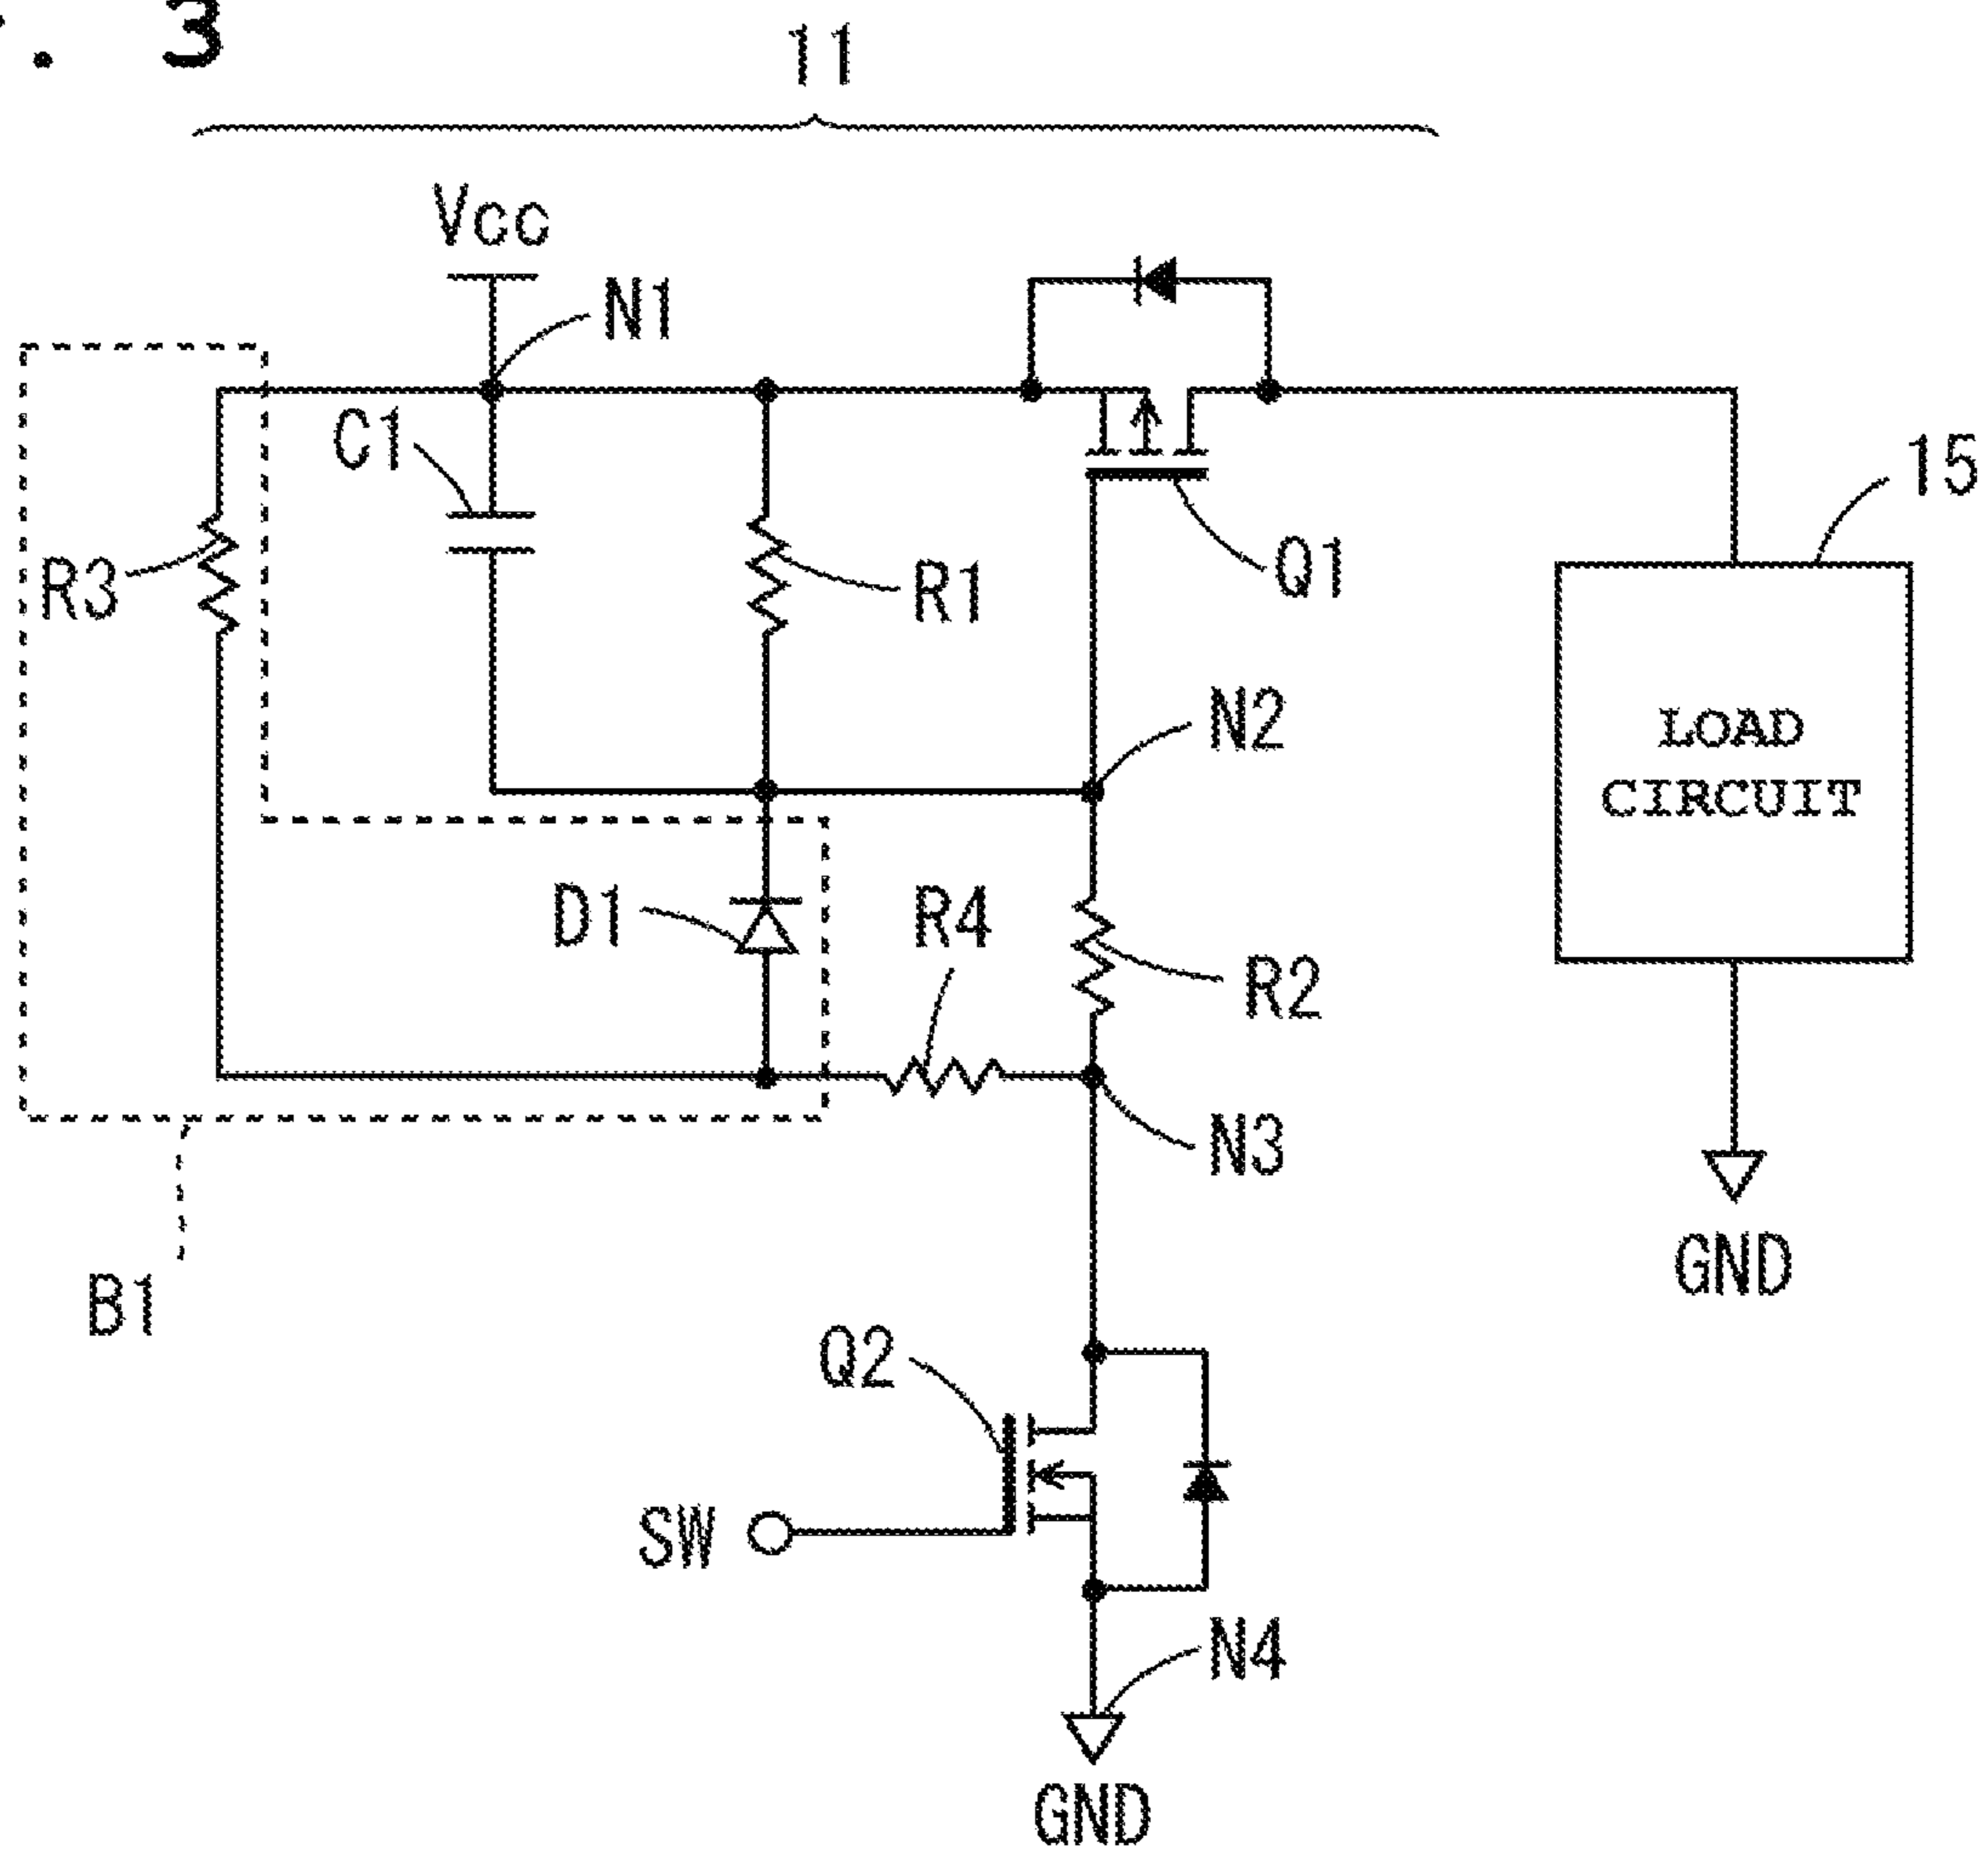 . 3
11
Vcc
N1
C1
15
R3
R1
Q1
N2
LOAD
CIRCUIT
D1
R4
R2
N3
GND
B1
Q2
SW
N4
GND